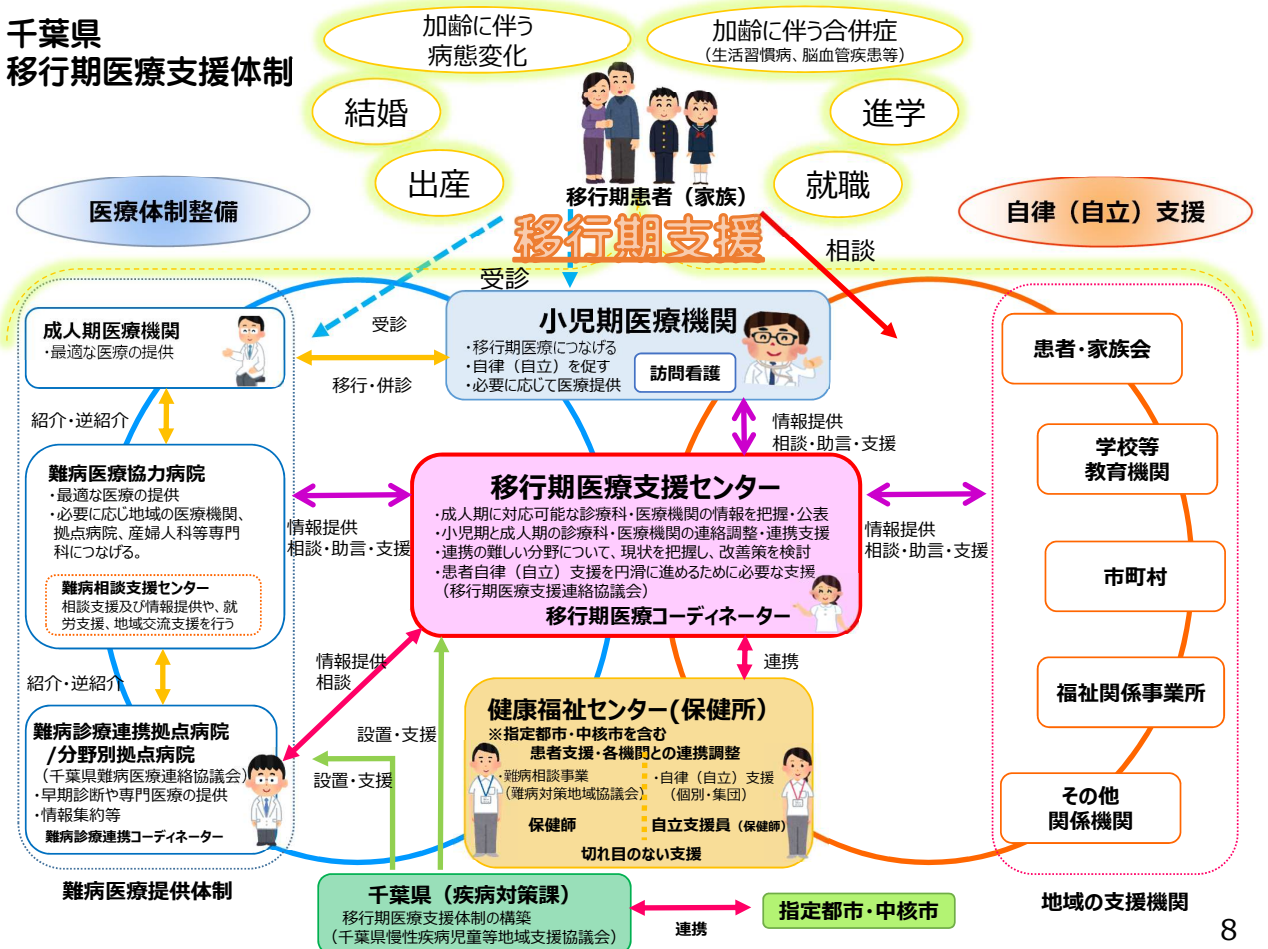 千葉県
移行期医療支援体制
加齢に伴う
病態変化
加齢に伴う合併症
（生活習慣病、脳血管疾患等）
結婚
進学
出産
就職
移行期患者（家族）
医療体制整備
自律（自立）支援
移行期支援
相談
受診
受診
移行・併診
成人期医療機関
・最適な医療の提供
小児期医療機関
・移行期医療につなげる
・自律（自立）を促す
・必要に応じて医療提供
訪問看護
患者・家族会
紹介・逆紹介
情報提供
相談・助言・支援
学校等
教育機関
難病医療協力病院
・最適な医療の提供
・必要に応じ地域の医療機関、
拠点病院、産婦人科等専門
科につなげる。
難病相談支援センター
相談支援及び情報提供や、就
労支援、地域交流支援を行う
情報提供
相談・助言・支援
移行期医療支援センター
・成人期に対応可能な診療科・医療機関の情報を把握・公表
・小児期と成人期の診療科・医療機関の連絡調整・連携支援
・連携の難しい分野について、現状を把握し、改善策を検討
・患者自律（自立）支援を円滑に進めるために必要な支援
（移行期医療支援連絡協議会）
移行期医療コーディネーター
情報提供
相談・助言・支援
市町村
紹介・逆紹介
情報提供
相談
連携
福祉関係事業所
難病診療連携拠点病院
/分野別拠点病院
（千葉県難病医療連絡協議会）
・早期診断や専門医療の提供
・情報集約等
難病診療連携コーディネーター
設置・支援
設置・支援
健康福祉センター(保健所）
※指定都市・中核市を含む
患者支援・各機関との連携調整
・難病相談事業
（難病対策地域協議会）
保健師
・自律（自立）支援
（個別・集団）
自立支援員（保健師）
切れ目のない支援
その他
関係機関
難病医療提供体制
千葉県（疾病対策課）
移行期医療支援体制の構築
（千葉県慢性疾病児童等地域支援協議会）
連携
指定都市・中核市
地域の支援機関
8